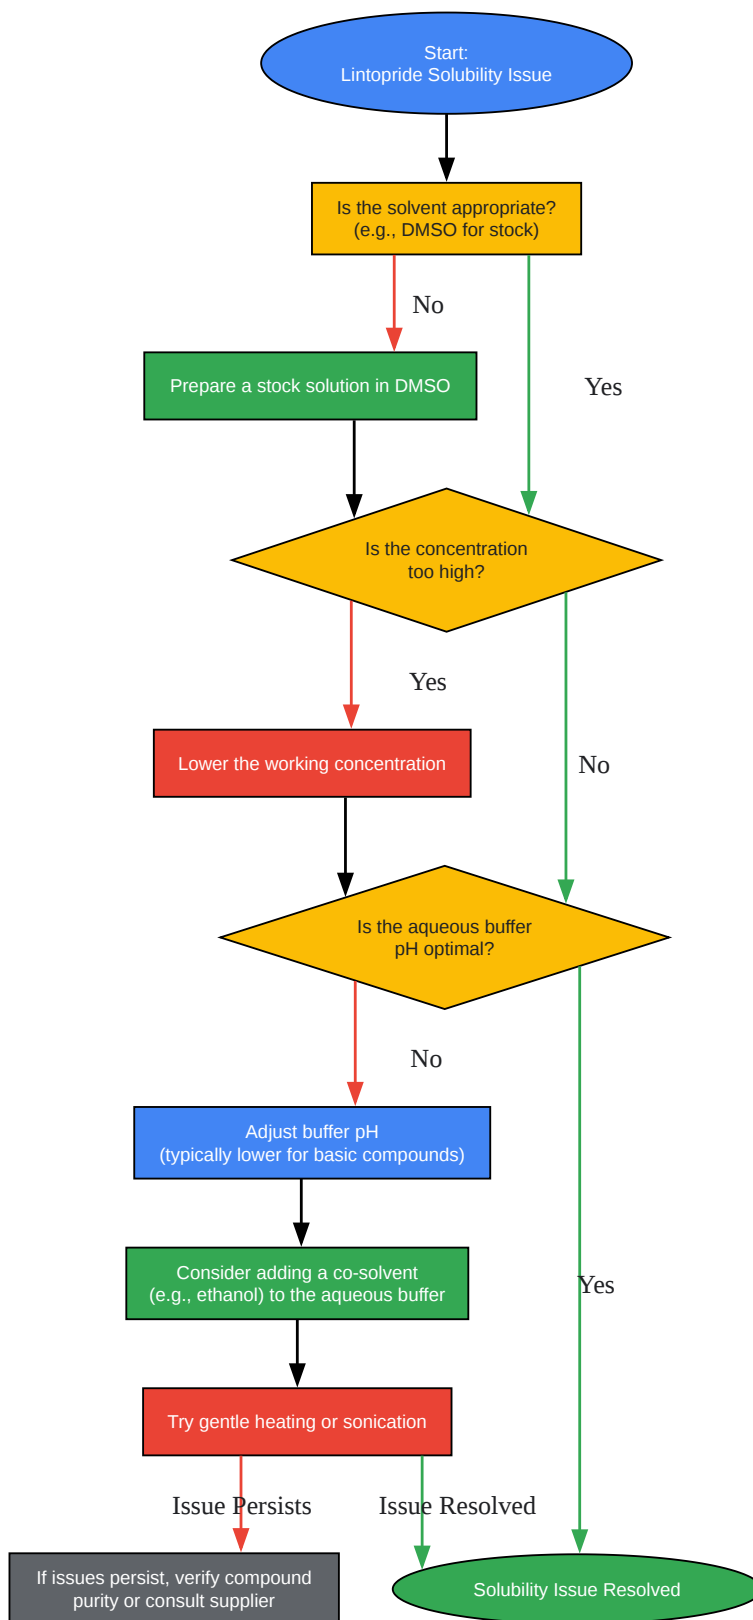 Start:
Lintopride Solubility Issue
Is the solvent appropriate?
(e.g., DMSO for stock)
No
Prepare a stock solution in DMSO
Yes
Is the concentration
too high?
Yes
Lower the working concentration
No
Is the aqueous buffer
pH optimal?
No
Adjust buffer pH
(typically lower for basic compounds)
Consider adding a co-solvent
(e.g., ethanol) to the aqueous buffer
Yes
Try gentle heating or sonication
Issue Persists
Issue Resolved
If issues persist, verify compound
purity or consult supplier
Solubility Issue Resolved